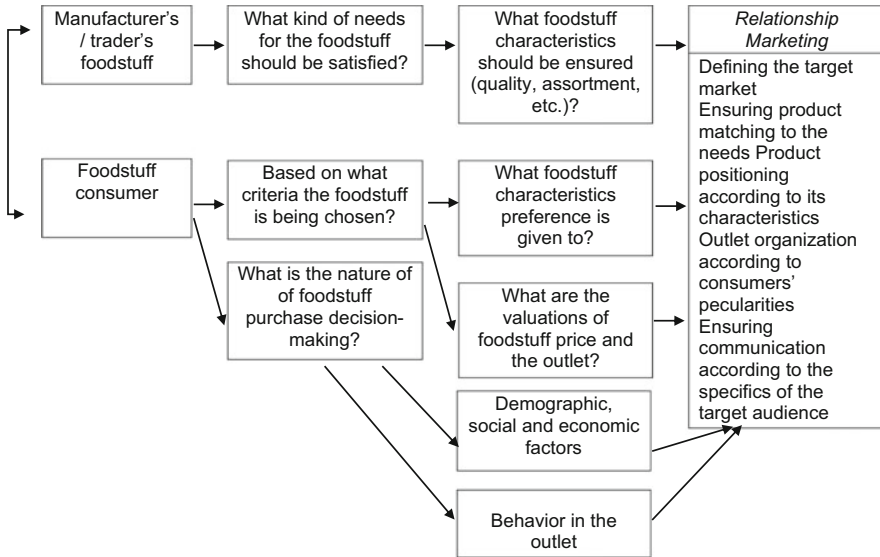 Manufacturer's
/ trader's
foodstuff
What kind of needs
for the foodstuff
should be satisfied?
What foodstuff
characteristics
should be ensured
(quality, assortment,
etc.)?
Relationship
Marketing
Defining the target
market
Ensuring product
matching to the
needs Product
positioning
according to its
characteristics
Outlet organization
according to
consumers'
pecularities
Ensuring
communication
according to the
specifics of the
target audience
Foodstuff
consumer
Based on what
criteria the foodstuff
is being chosen?
What foodstuff
characteristics
preference is
given to?
What is the nature of
of foodstuff
purchase decision-
making?
What are the
valuations of
foodstuff price and
the outlet?
Demographic,
social and economic
factors
Behavior in the
outlet